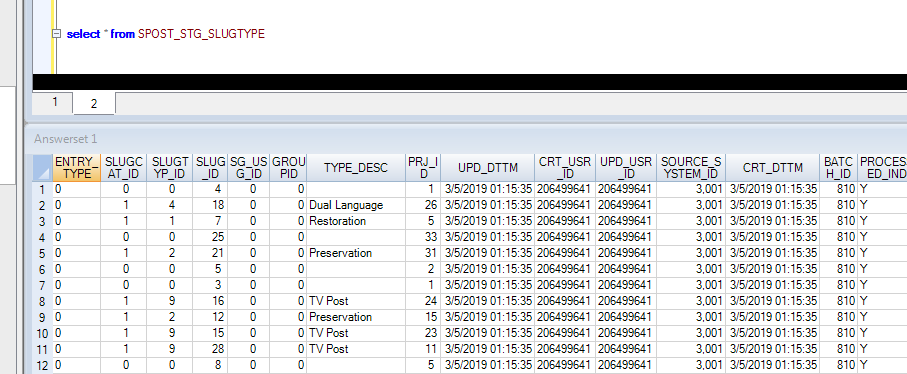 select * from SPOST_STG_SLUGTYPE
1 2
Answerset 1
ENTRY_TYPE SLUGCAT_ID SLUGTYP_ID SLUG_ID SG_USG_ID GROUPID TYPE_DESC PRJ_ID UPD_DTTM CRT_USR_ID UPD_USR_ID SOURCE_SYSTEM_ID CRT_DTTM BATCH_ID PROCESSED_IND
1 0 0 0 4 0 0 1 3/5/2019 01:15:35 206499641 206499641 3,001 3/5/2019 01:15:35 810 Y
2 0 1 4 18 0 0 Dual Language 26 3/5/2019 01:15:35 206499641 206499641 3,001 3/5/2019 01:15:35 810 Y
3 0 1 1 7 0 0 Restoration 5 3/5/2019 01:15:35 206499641 206499641 3,001 3/5/2019 01:15:35 810 Y
4 0 0 0 25 0 0 33 3/5/2019 01:15:35 206499641 206499641 3,001 3/5/2019 01:15:35 810 Y
5 0 1 2 21 0 0 Preservation 31 3/5/2019 01:15:35 206499641 206499641 3,001 3/5/2019 01:15:35 810 Y
6 0 0 0 5 0 0 2 3/5/2019 01:15:35 206499641 206499641 3,001 3/5/2019 01:15:35 810 Y
7 0 0 0 3 0 0 1 3/5/2019 01:15:35 206499641 206499641 3,001 3/5/2019 01:15:35 810 Y
8 0 1 9 16 0 0 TV Post 24 3/5/2019 01:15:35 206499641 206499641 3,001 3/5/2019 01:15:35 810 Y
9 0 1 2 12 0 0 Preservation 15 3/5/2019 01:15:35 206499641 206499641 3,001 3/5/2019 01:15:35 810 Y
10 0 1 9 15 0 0 TV Post 23 3/5/2019 01:15:35 206499641 206499641 3,001 3/5/2019 01:15:35 810 Y
11 0 1 9 28 0 0 TV Post 11 3/5/2019 01:15:35 206499641 206499641 3,001 3/5/2019 01:15:35 810 Y
12 0 0 0 8 0 0 5 3/5/2019 01:15:35 206499641 206499641 3,001 3/5/2019 01:15:35 810 Y